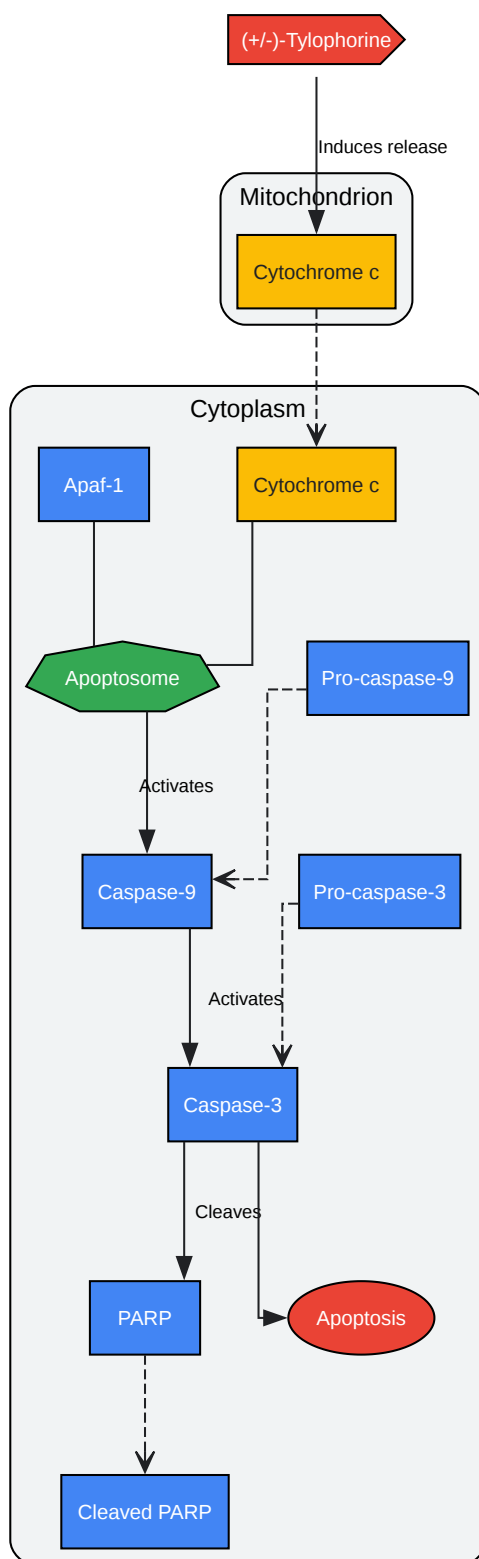 (+/-)-Tylophorine
Induces release
Mitochondrion
Cytochrome c
Cytoplasm
Apaf-1
Cytochrome c
Apoptosome
Pro-caspase-9
Activates
Caspase-9
Pro-caspase-3
Activates
Caspase-3
Cleaves
PARP
Apoptosis
Cleaved PARP